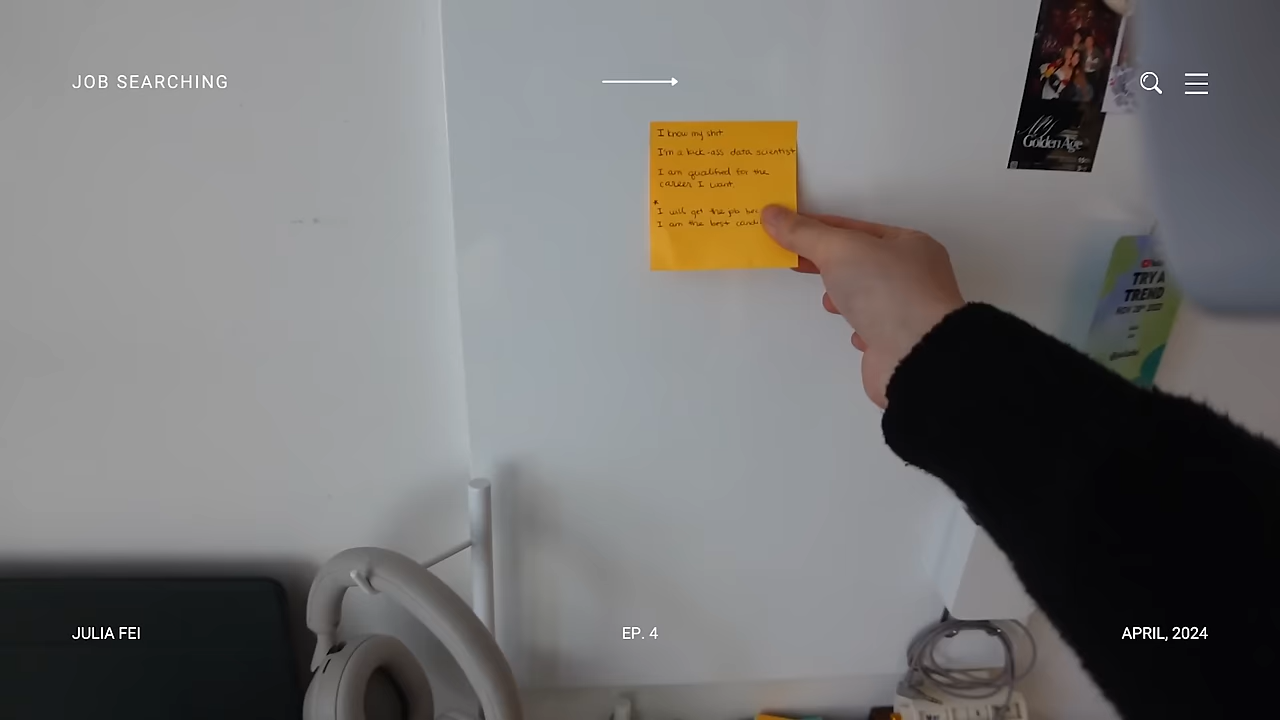 JOB SEARCHING
I know my shit
I'm a kick-ass data scientist
I am qualified for the
career I want.
I will get the job
I am the best
My
Golden Age
TRY A
TREND
JULIA FEI
EP. 4
APRIL, 2024